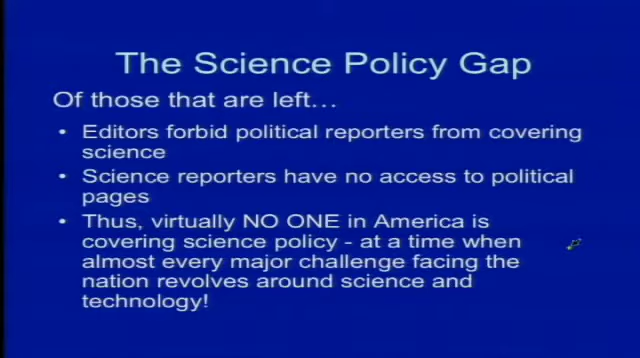 The Science Policy Gap
Of those that are left...
• Editors forbid political reporters from covering
science
• Science reporters have no access to political
pages
• Thus, virtually NO ONE in America is
covering science policy - at a time when
almost every major challenge facing the
nation revolves around science and
technology!